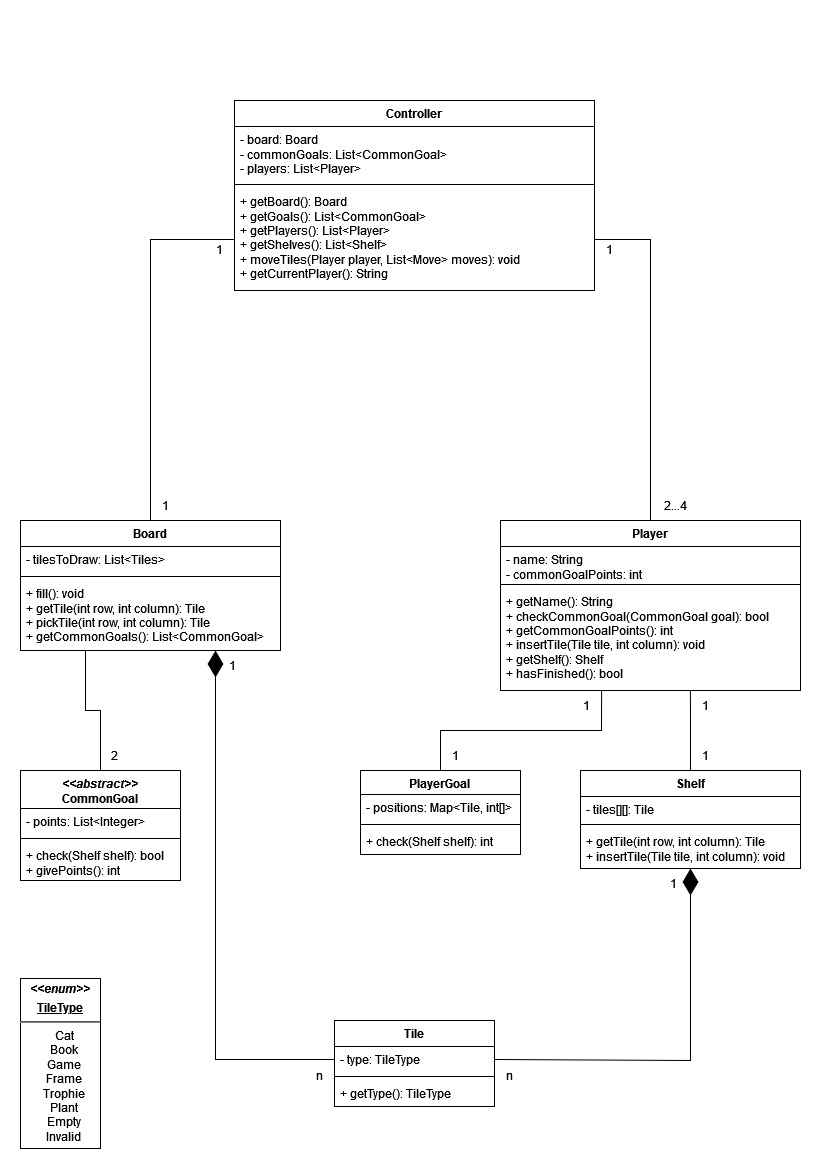 Controller
- board: Board
- commonGoals: List<CommonGoal>
- players: List<Player>
+ getBoard(): Board
+ getGoals(): List<CommonGoal>
+ getPlayers(): List<Player>
+ getShelves(): List<Shelf>
+ moveTiles(Player player, List<Move> moves): void
+ getCurrentPlayer(): String
1
1
1
2...4
Board
- tilesToDraw: List<Tiles>
+ fill(): void
+ getTile(int row, int column): Tile
+ pickTile(int row, int column): Tile
+ getCommonGoals(): List<CommonGoal>
Player
- name: String
- commonGoalPoints: int
+ getName(): String
+ checkCommonGoal(CommonGoal goal): bool
+ getCommonGoalPoints(): int
+ insertTile(Tile tile, int column): void
+ getShelf(): Shelf
+ hasFinished(): bool
1
1
1
2
1
1
<<abstract>>
CommonGoal
- points: List<Integer>
+ check(Shelf shelf): bool
+ givePoints(): int
PlayerGoal
- positions: Map<Tile, int[]>
+ check(Shelf shelf): int
Shelf
- tiles[][]: Tile
+ getTile(int row, int column): Tile
+ insertTile(Tile tile, int column): void
1
<<enum>>
TileType
Cat
Book
Game
Frame
Trophie
Plant
Empty
Invalid
Tile
- type: TileType
+ getType(): TileType
n
n